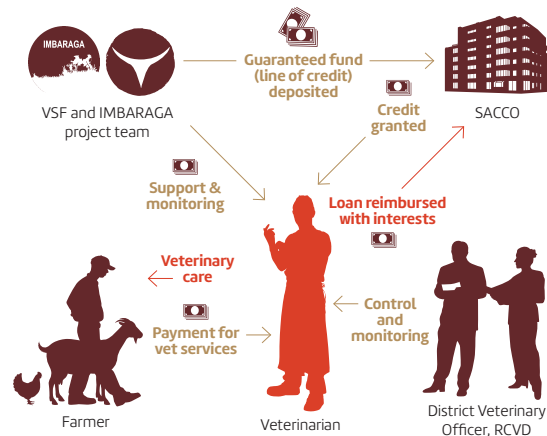 IMBARAGA
Guaranteed fund
(line of credit)
deposited
VSF and IMBARAGA
project team
SACCO
Credit
granted
Support &
monitoring
Loan reimbursed
with interests
Veterinary
care
Payment for
vet services
Control
and
monitoring
Farmer
Veterinarian
District Veterinary
Officer, RCVD